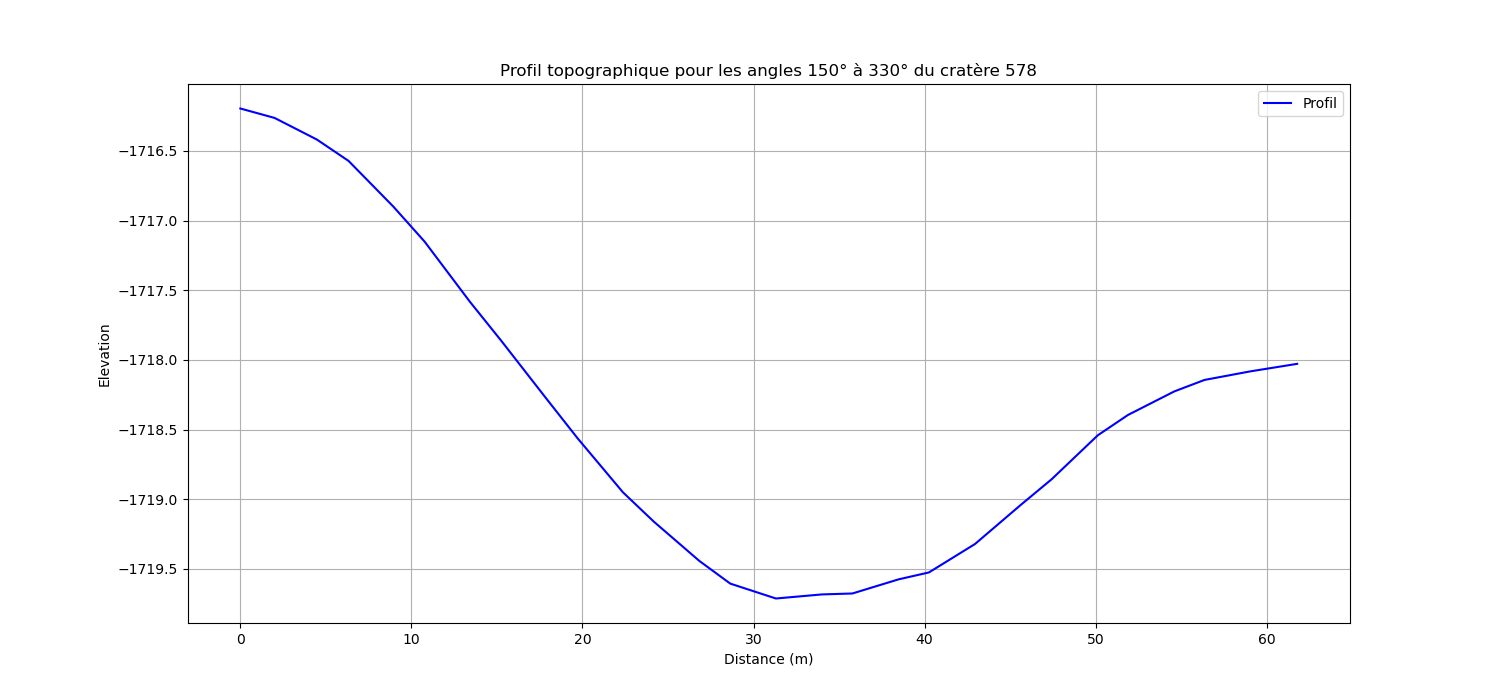 Profil topographique pour les angles 150° à 330° du cratère 578
Profil
−1716.5
−1717.0
−1717.5
−1718.0
−1718.5
−1719.0
−1719.5
Elevation
0 10 20 30 40 50 60
Distance (m)